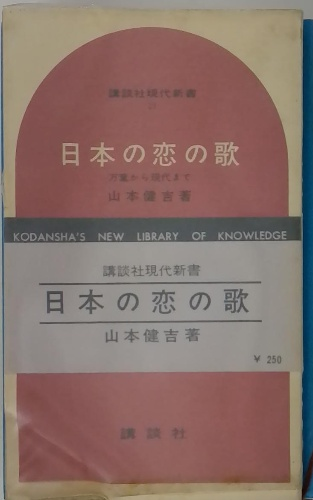 講談社現代新書
日本の恋の歌
万葉から現代まで
山本健吉著
KODANSHA'S NEW LIBRARY OF KNOWLEDGE
講談社現代新書
日本の恋の歌
山本健吉著
¥ 250
講談社